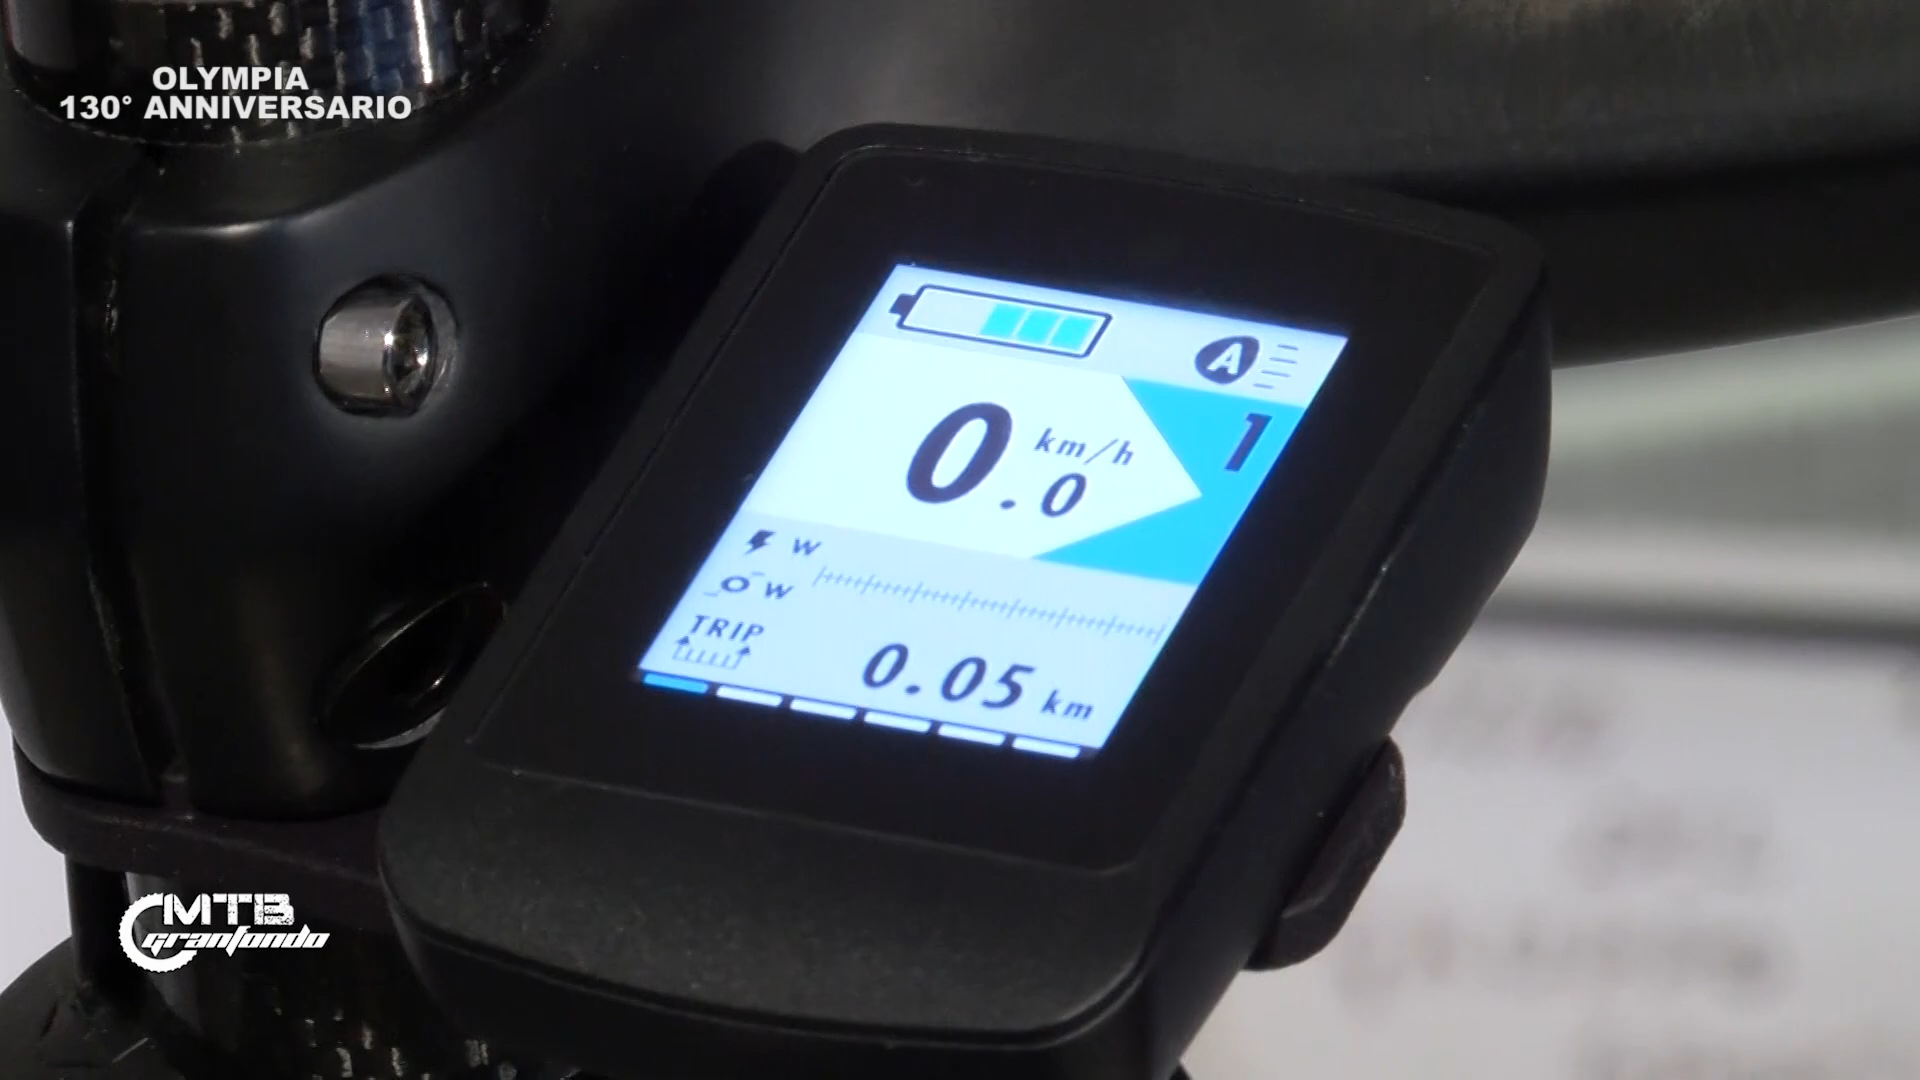 OLYMPIA
130° ANNIVERSARIO
A
1
0.0 km/h
W
W
TRIP
0.05 km
MTB
granfondo